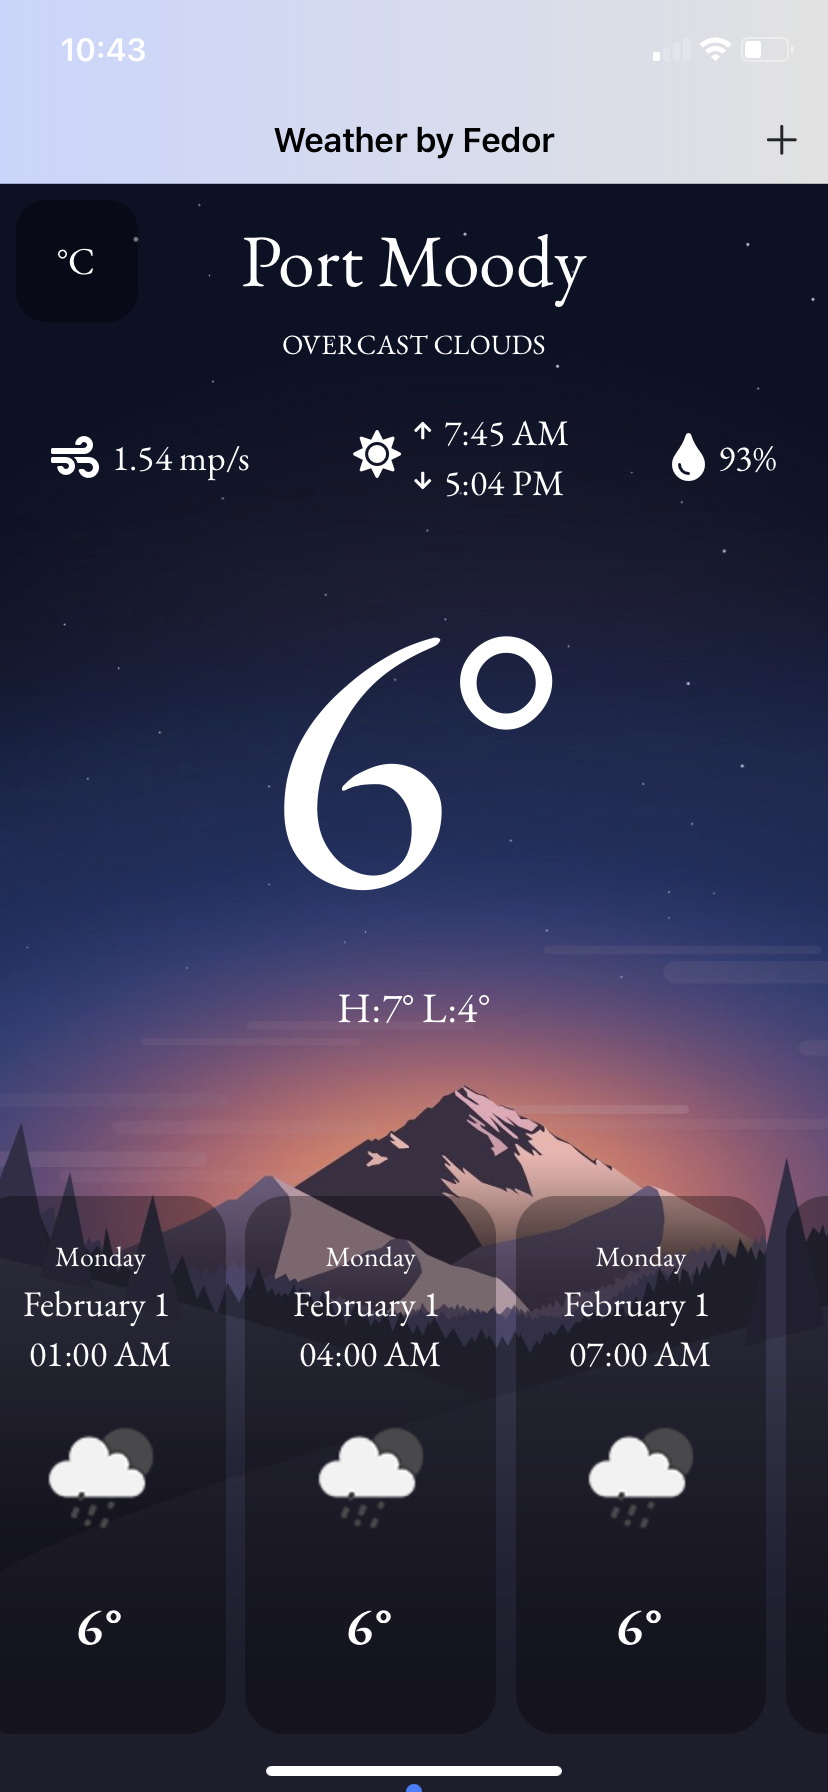 10:43
Weather by Fedor
+
°C
Port Moody
OVERCAST CLOUDS
1.54 mp/s
↑ 7:45 AM
↓ 5:04 PM
93%
6°
H:7° L:4°
Monday
February 1
01:00 AM
6°
Monday
February 1
04:00 AM
6°
Monday
February 1
07:00 AM
6°